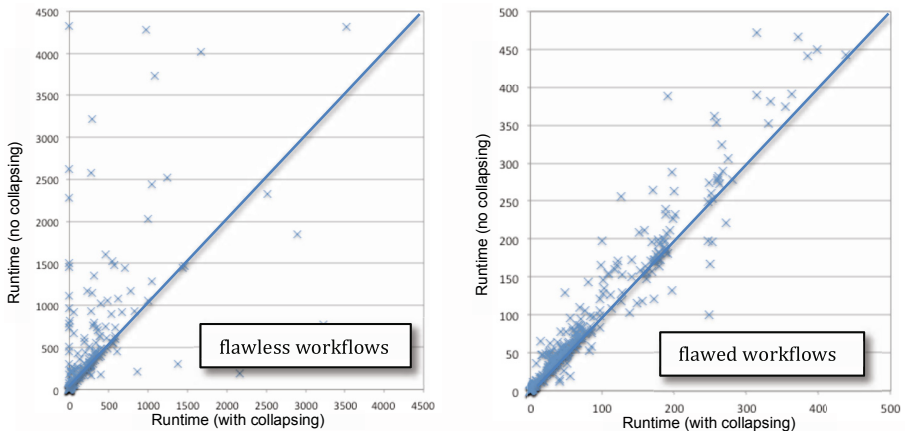 4500
4000
3500
3000
2500
2000
1500
1000
500
0
Runtime (no collapsing)
flawless workflows
0 500 1000 1500 2000 2500 3000 3500 4000 4500
Runtime (with collapsing)
500
450
400
350
300
250
200
150
100
50
0
Runtime (no collapsing)
flawed workflows
0 100 200 300 400 500
Runtime (with collapsing)